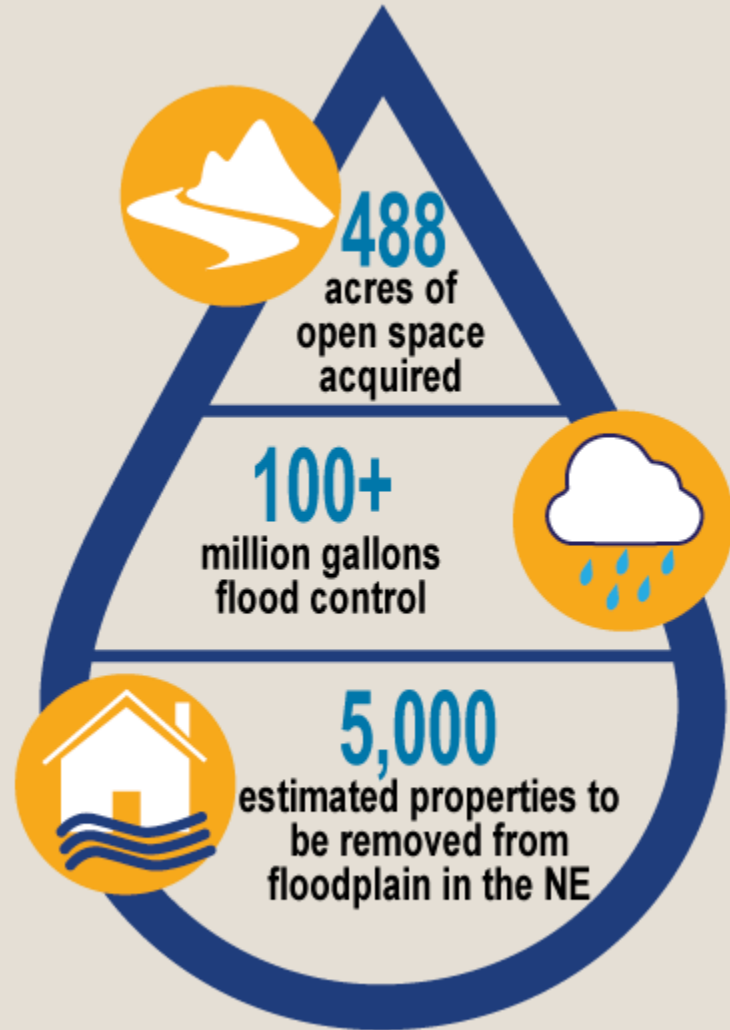 488
acres of
open space
acquired
100+
million gallons
flood control
5,000
estimated properties to
be removed from
floodplain in the NE